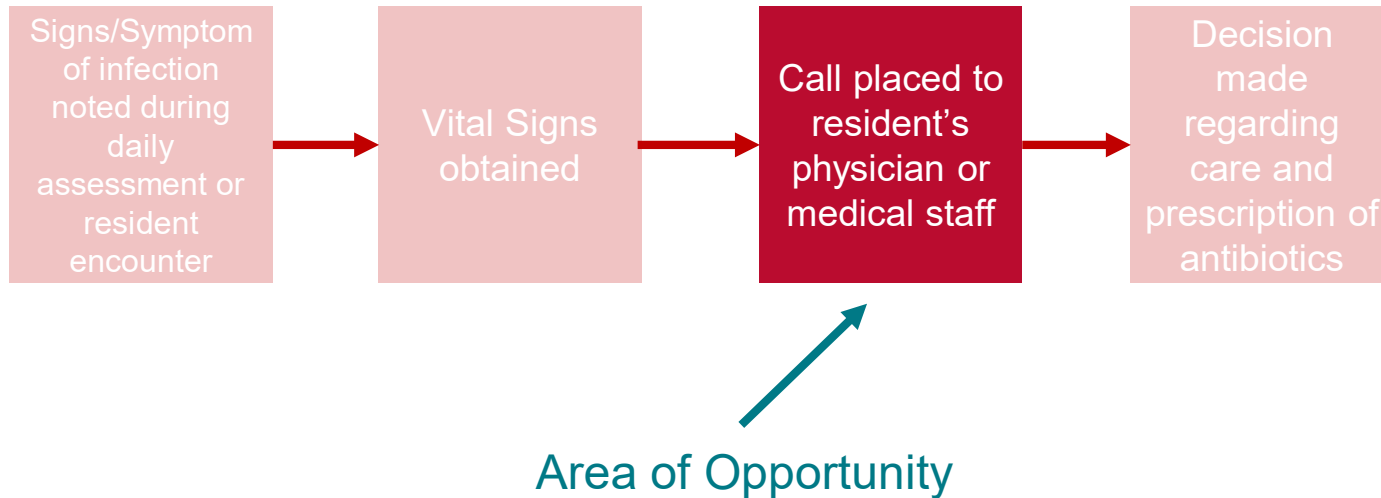 Signs/Symptom
of infection
noted during
daily
assessment or
resident
encounter
Vital Signs
obtained
Call placed to
resident’s
physician or
medical staff
Decision
made
regarding
care and
prescription of
antibiotics
Area of Opportunity